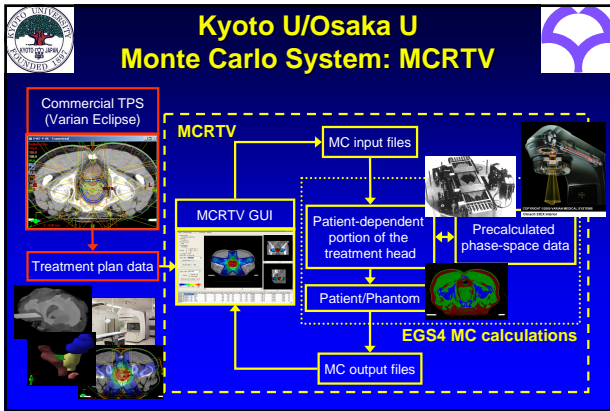 Kyoto U/Osaka U
Monte Carlo System: MCRTV
KYOTO UNIVERSITY
KYOTO JAPAN
FOUNDED 1897
Commercial TPS
(Varian Eclipse)
MCRTV
MC input files
MCRTV GUI
Patient-dependent
portion of the
treatment head
Precalculated
phase-space
data
Treatment plan data
Patient/Phantom
EGS4 MC calculations
MC output files